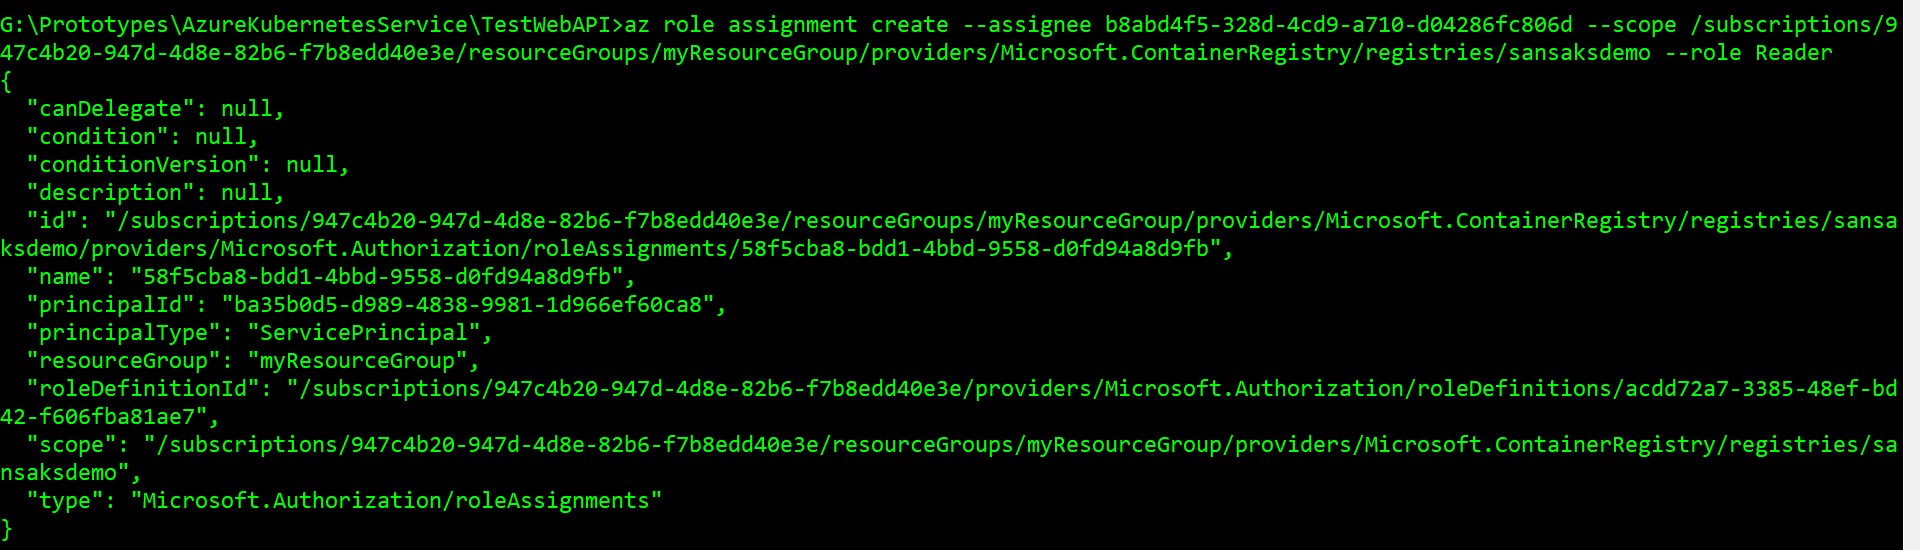 G:\Prototypes\AzureKubernetesService\TestWebAPI>az role assignment create --assignee b8abd4f5-328d-4cd9-a710-d04286fc806d --scope /subscriptions/9
47c4b20-947d-4d8e-82b6-f7b8edd40e3e/resourceGroups/myResourceGroup/providers/Microsoft.ContainerRegistry/registries/sansaksdemo --role Reader
{
  "canDelegate": null,
  "condition": null,
  "conditionVersion": null,
  "description": null,
  "id": "/subscriptions/947c4b20-947d-4d8e-82b6-f7b8edd40e3e/resourceGroups/myResourceGroup/providers/Microsoft.ContainerRegistry/registries/sansa
ksdemo/providers/Microsoft.Authorization/roleAssignments/58f5cba8-bdd1-4bbd-9558-d0fd94a8d9fb",
  "name": "58f5cba8-bdd1-4bbd-9558-d0fd94a8d9fb",
  "principalId": "ba35b0d5-d989-4838-9981-1d966ef60ca8",
  "principalType": "ServicePrincipal",
  "resourceGroup": "myResourceGroup",
  "roleDefinitionId": "/subscriptions/947c4b20-947d-4d8e-82b6-f7b8edd40e3e/providers/Microsoft.Authorization/roleDefinitions/acdd72a7-3385-48ef-bd
42-f606fba81ae7",
  "scope": "/subscriptions/947c4b20-947d-4d8e-82b6-f7b8edd40e3e/resourceGroups/myResourceGroup/providers/Microsoft.ContainerRegistry/registries/sa
nsaksdemo",
  "type": "Microsoft.Authorization/roleAssignments"
}